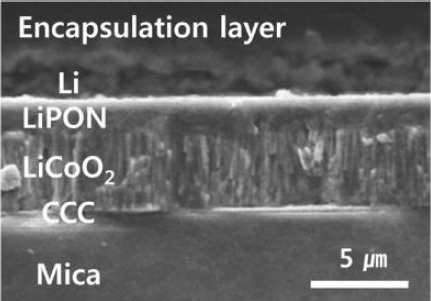 Encapsulation layer
Li
LiPON
LiCoO₂
CCC
Mica
5 μm